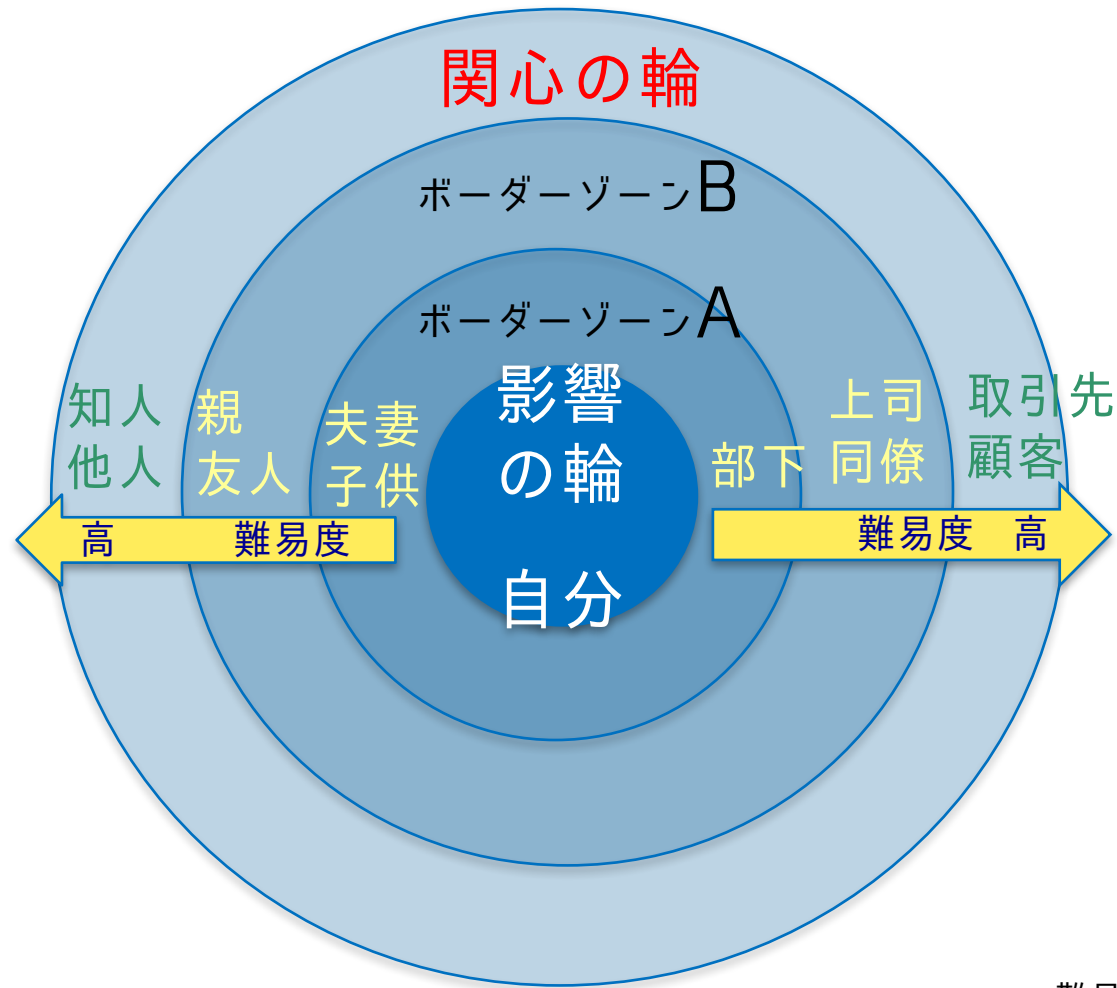 関心の輪
ボーダーゾーンB
ボーダーゾーンA
影響
の輪
自分
知人
他人
親
友人
夫妻
子供
部下
上司
同僚
取引先
顧客
高 難易度
難易度 高